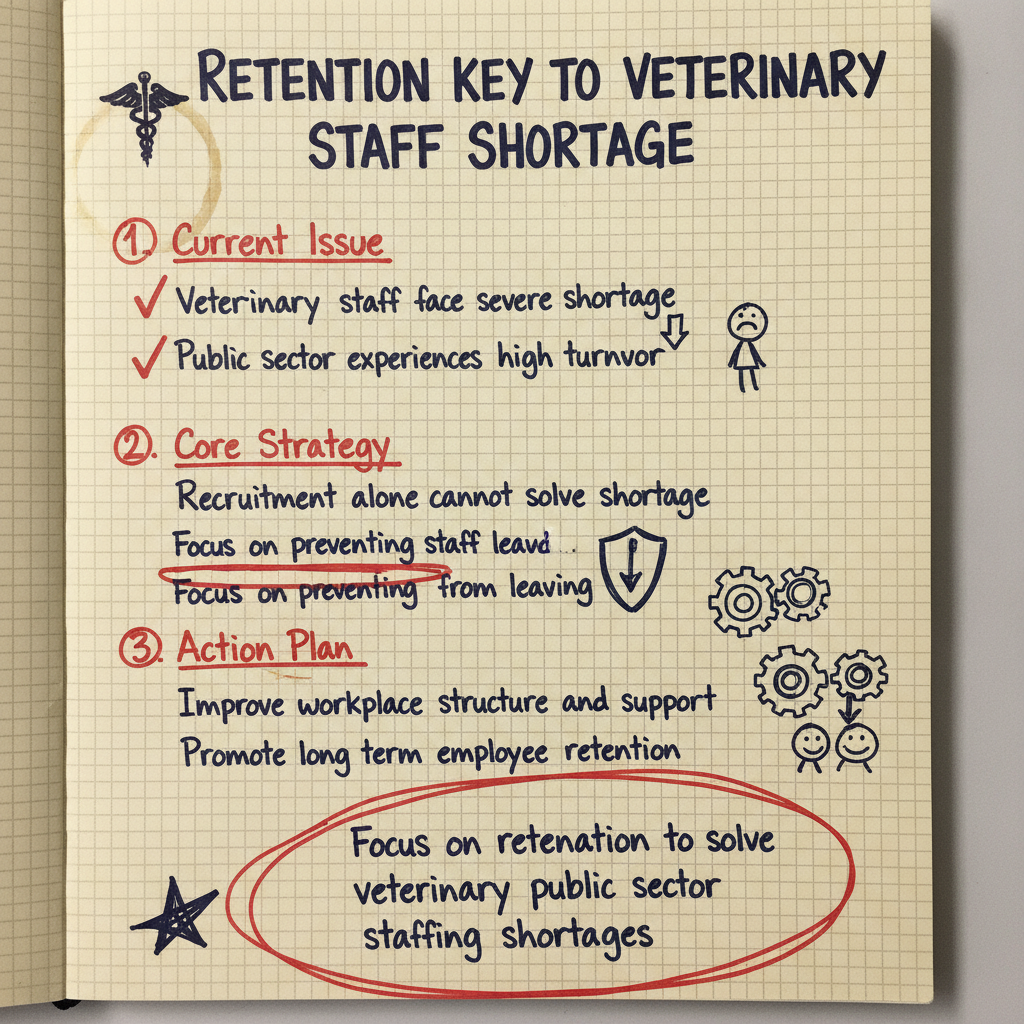 RETENTION KEY TO VETERINARY
STAFF SHORTAGE
1. Current Issue
Veterinary staff face severe shortage
Public sector experiences high turnvor
2. Core Strategy
Recruitment alone cannot solve shortage
Focus on preventing staff leavd ..
Focus on preventing from leaving
3. Action Plan
Improve workplace structure and support
Promote long term employee retention
Focus on retenation to solve
veterinary public sector
staffing shortages